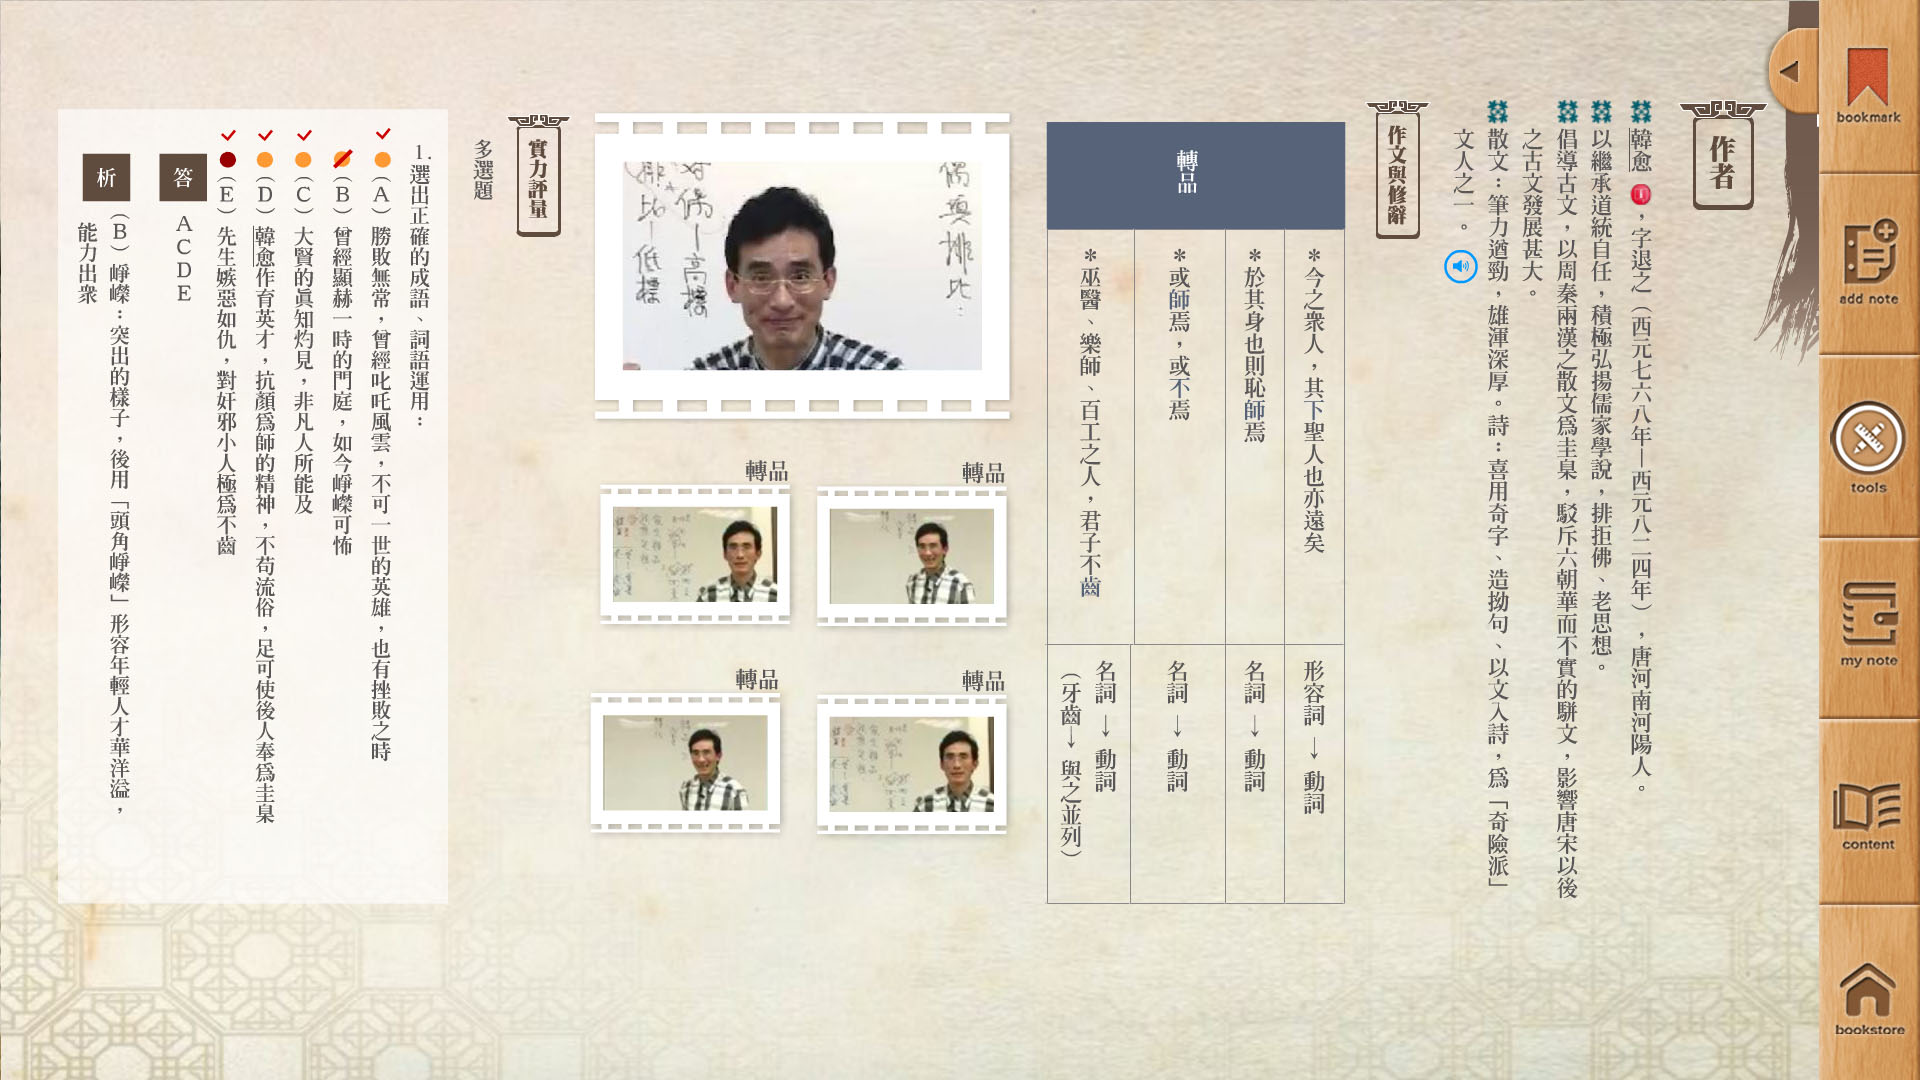 作者
韓愈，字退之（西元七六八年—西元八二四年），唐河南河陽人。
以繼承道統自任，積極弘揚儒家學說，排拒佛、老思想。
倡導古文，以周秦兩漢之散文為圭臬，駁斥六朝華而不實的駢文，影響唐宋以後
之古文發展甚大。
散文：筆力遒勁，雄渾深厚。詩：喜用奇字、造拗句、以文入詩，為「奇險派」
文人之一。
作文與修辭
轉品
＊今之眾人，其下聖人也亦遠矣
形容詞→動詞
＊於其身也則恥師焉
名詞→動詞
＊或師焉，或不焉
名詞→動詞
＊巫醫、樂師、百工之人，君子不齒
名詞→動詞
（牙齒→與之並列）
偶與排比：
對偶—高標
排比—低標
轉品
轉品
轉品
轉品
實力評量
多選題
1.選出正確的成語、詞語運用：
（A）勝敗無常，曾經叱吒風雲，不可一世的英雄，也有挫敗之時
（B）曾經顯赫一時的門庭，如今崢嶸可怖
（C）大賢的真知灼見，非凡人所能及
（D）韓愈作育英才，抗顏為師的精神，不苟流俗，足可使後人奉為圭臬
（E）先生嫉惡如仇，對奸邪小人極為不齒
答
ACDE
析
（B）崢嶸：突出的樣子，後用「頭角崢嶸」形容年輕人才華洋溢，
能力出眾
bookmark
add note
tools
my note
content
bookstore